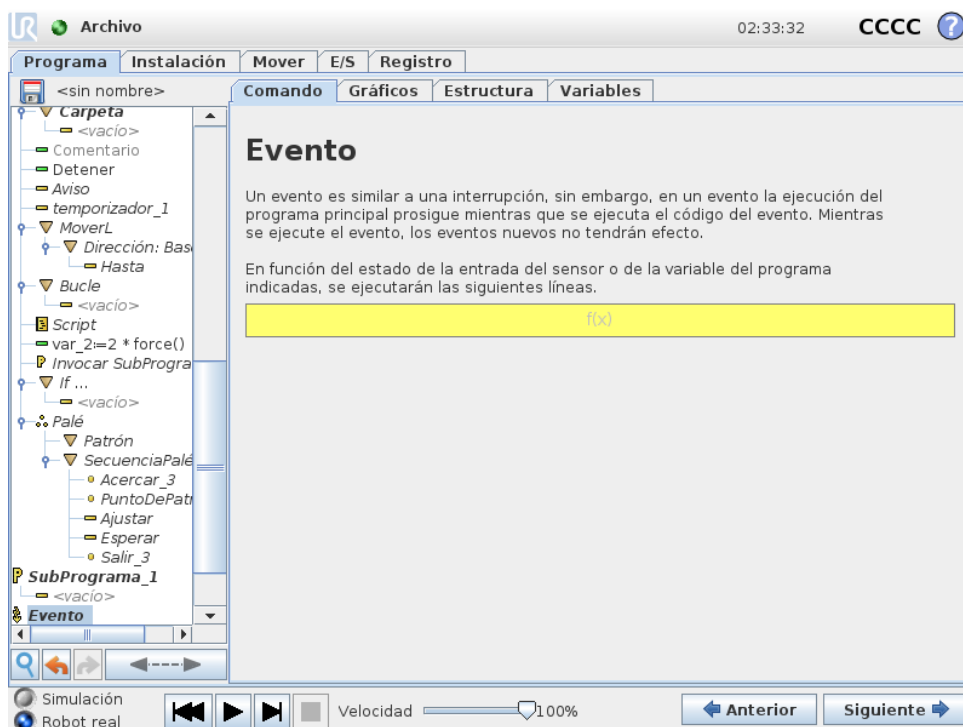 UR Archivo 02:33:32 CCCC ?
Programa Instalación Mover E/S Registro
<sin nombre> Comando Gráficos Estructura Variables
Carpeta
<vacío>
Comentario
Detener
Aviso
temporizador_1
MoverL
Dirección: Bas
Hasta
Bucle
<vacío>
Script
var_2:=2 * force()
Invocar SubProgra
If ...
<vacío>
Palé
Patrón
SecuenciaPalé
Acercar_3
PuntoDePatr
Ajustar
Esperar
Salir_3
SubPrograma_1
<vacío>
Evento
Evento
Un evento es similar a una interrupción, sin embargo, en un evento la ejecución del
programa principal prosigue mientras que se ejecuta el código del evento. Mientras
se ejecute el evento, los eventos nuevos no tendrán efecto.
En función del estado de la entrada del sensor o de la variable del programa
indicadas, se ejecutarán las siguientes líneas.
f(x)
Simulación
Robot real
Velocidad 100%
Anterior Siguiente